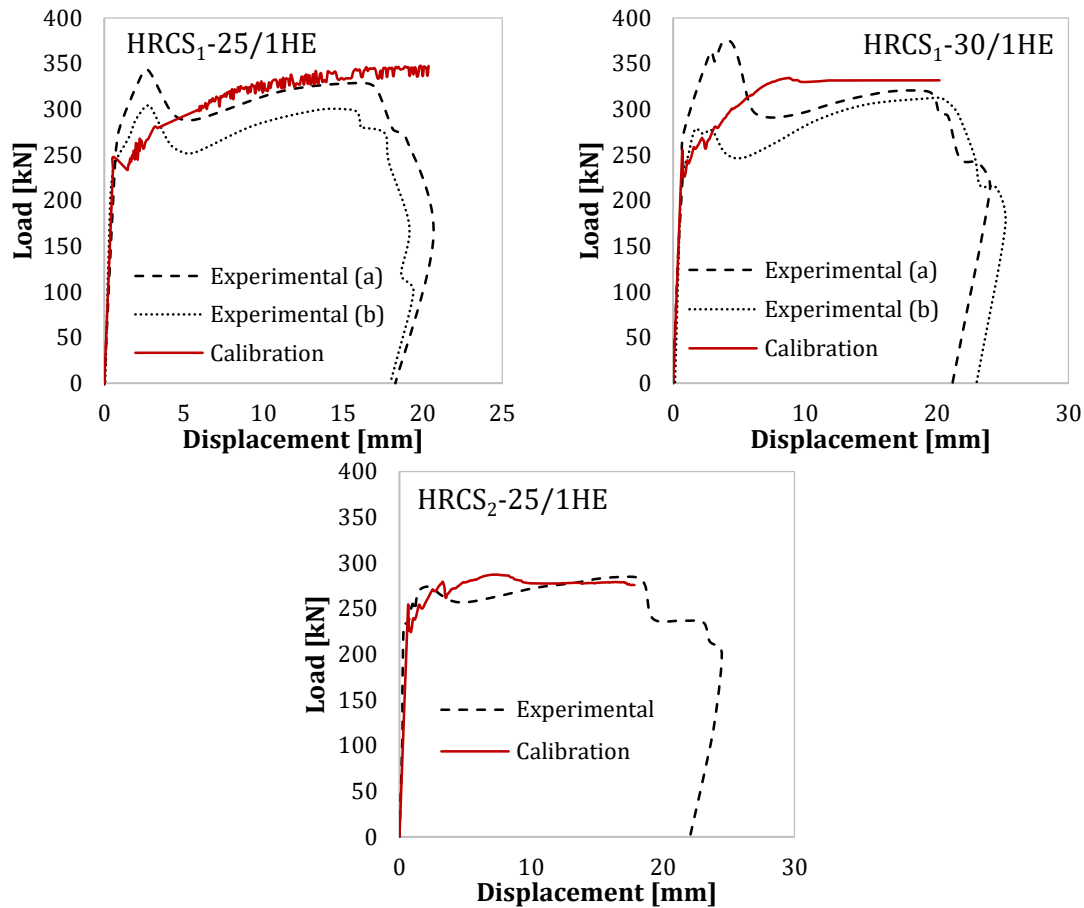 HRCS₁-25/1HE
Load [kN]
400
350
300
250
200
150
100
50
0
Experimental (a)
Experimental (b)
Calibration
0 5 10 15 20 25
Displacement [mm]
HRCS₁-30/1HE
Load [kN]
400
350
300
250
200
150
100
50
0
Experimental (a)
Experimental (b)
Calibration
0 10 20 30
Displacement [mm]
HRCS₂-25/1HE
Load [kN]
400
350
300
250
200
150
100
50
0
Experimental
Calibration
0 10 20 30
Displacement [mm]